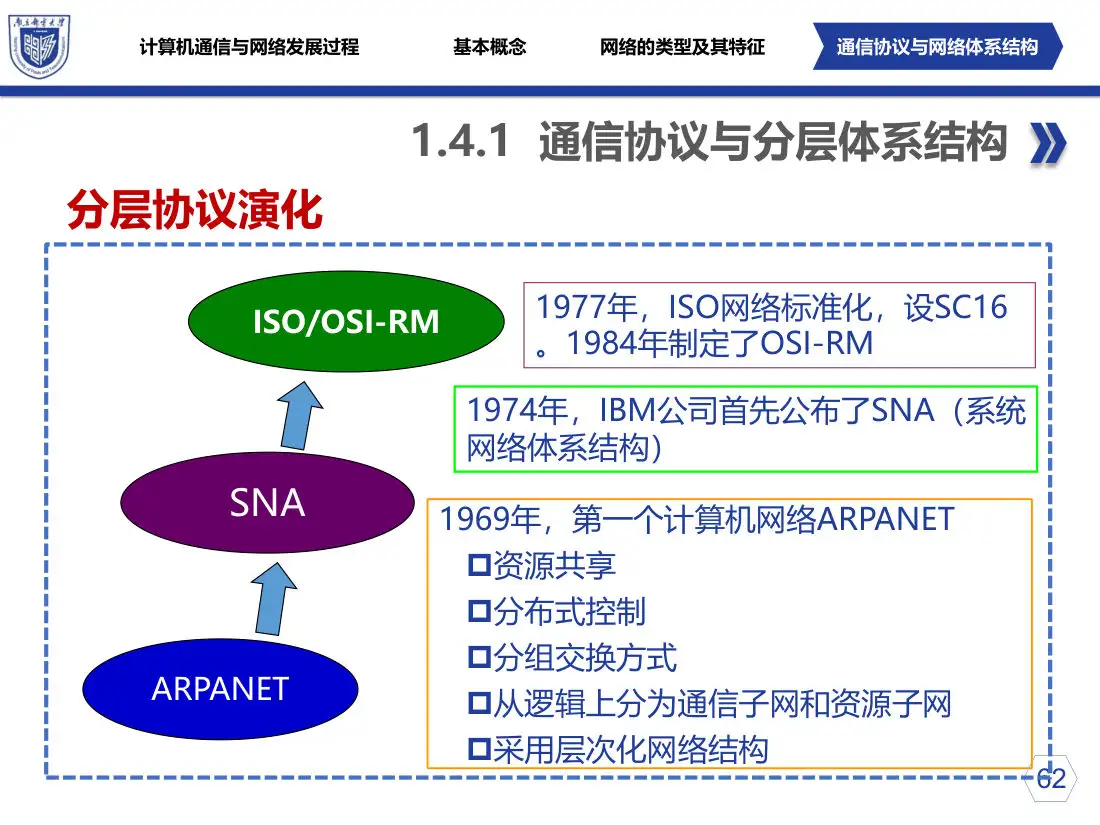 南京邮电大学
计算机通信与网络发展过程
基本概念
网络的类型及其特征
通信协议与网络体系结构
1.4.1 通信协议与分层体系结构
分层协议演化
ISO/OSI-RM
1977年，ISO网络标准化，设SC16
。1984年制定了OSI-RM
1974年，IBM公司首先公布了SNA（系统
网络体系结构）
SNA
1969年，第一个计算机网络ARPANET
资源共享
分布式控制
分组交换方式
从逻辑上分为通信子网和资源子网
采用层次化网络结构
ARPANET
62